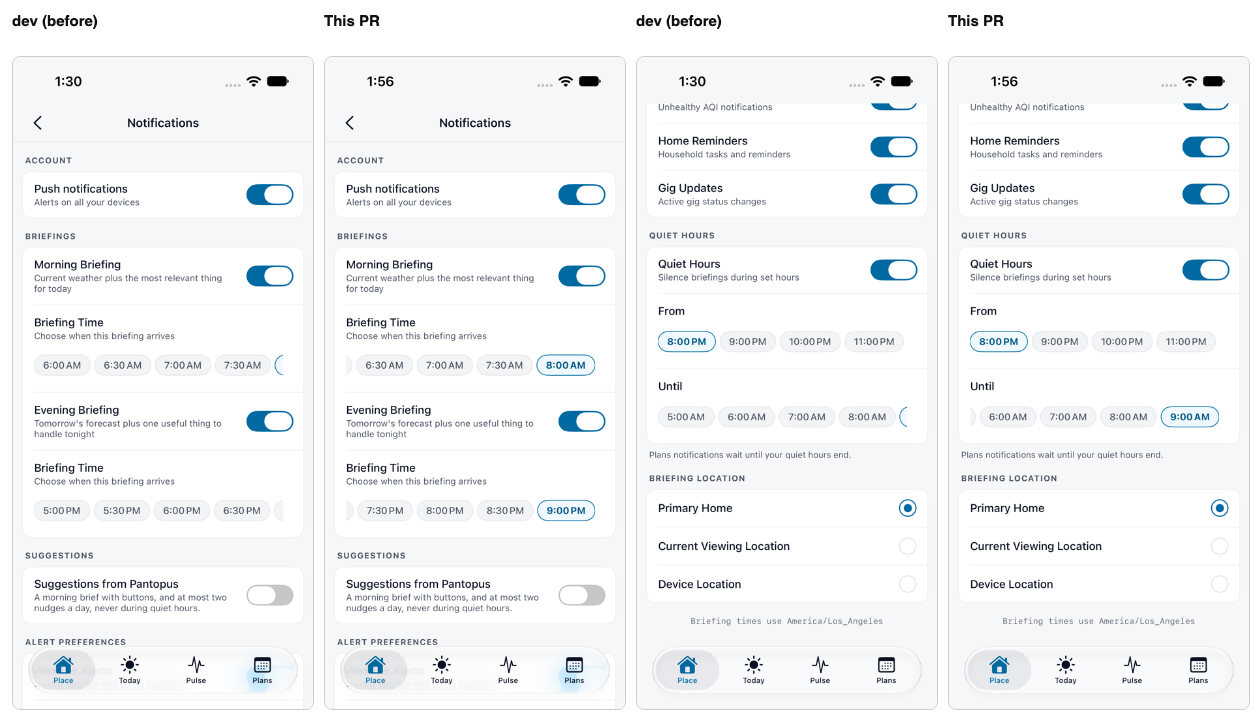 dev (before)
This PR
dev (before)
This PR
1:30
Notifications
ACCOUNT
Push notifications
Alerts on all your devices
BRIEFINGS
Morning Briefing
Current weather plus the most relevant thing
for today
Briefing Time
Choose when this briefing arrives
6:00 AM 6:30 AM 7:00 AM 7:30 AM
Evening Briefing
Tomorrow's forecast plus one useful thing to
handle tonight
Briefing Time
Choose when this briefing arrives
5:00 PM 5:30 PM 6:00 PM 6:30 PM
SUGGESTIONS
Suggestions from Pantopus
A morning brief with buttons, and at most two
nudges a day, never during quiet hours.
ALERT PREFERENCES
Place Today Pulse Plans
1:56
Notifications
ACCOUNT
Push notifications
Alerts on all your devices
BRIEFINGS
Morning Briefing
Current weather plus the most relevant thing
for today
Briefing Time
Choose when this briefing arrives
6:30 AM 7:00 AM 7:30 AM 8:00 AM
Evening Briefing
Tomorrow's forecast plus one useful thing to
handle tonight
Briefing Time
Choose when this briefing arrives
7:30 PM 8:00 PM 8:30 PM 9:00 PM
SUGGESTIONS
Suggestions from Pantopus
A morning brief with buttons, and at most two
nudges a day, never during quiet hours.
ALERT PREFERENCES
Place Today Pulse Plans
1:30
Unhealthy AQI notifications
Home Reminders
Household tasks and reminders
Gig Updates
Active gig status changes
QUIET HOURS
Quiet Hours
Silence briefings during set hours
From
8:00 PM 9:00 PM 10:00 PM 11:00 PM
Until
5:00 AM 6:00 AM 7:00 AM 8:00 AM
Plans notifications wait until your quiet hours end.
BRIEFING LOCATION
Primary Home
Current Viewing Location
Device Location
Briefing times use America/Los_Angeles
Place Today Pulse Plans
1:56
Unhealthy AQI notifications
Home Reminders
Household tasks and reminders
Gig Updates
Active gig status changes
QUIET HOURS
Quiet Hours
Silence briefings during set hours
From
8:00 PM 9:00 PM 10:00 PM 11:00 PM
Until
6:00 AM 7:00 AM 8:00 AM 9:00 AM
Plans notifications wait until your quiet hours end.
BRIEFING LOCATION
Primary Home
Current Viewing Location
Device Location
Briefing times use America/Los_Angeles
Place Today Pulse Plans